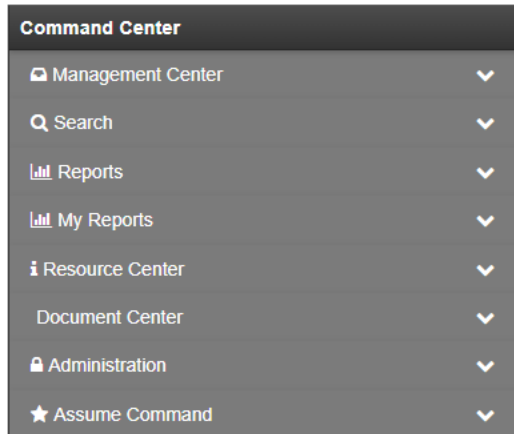 Command Center
Management Center
Search
Reports
My Reports
Resource Center
Document Center
Administration
Assume Command